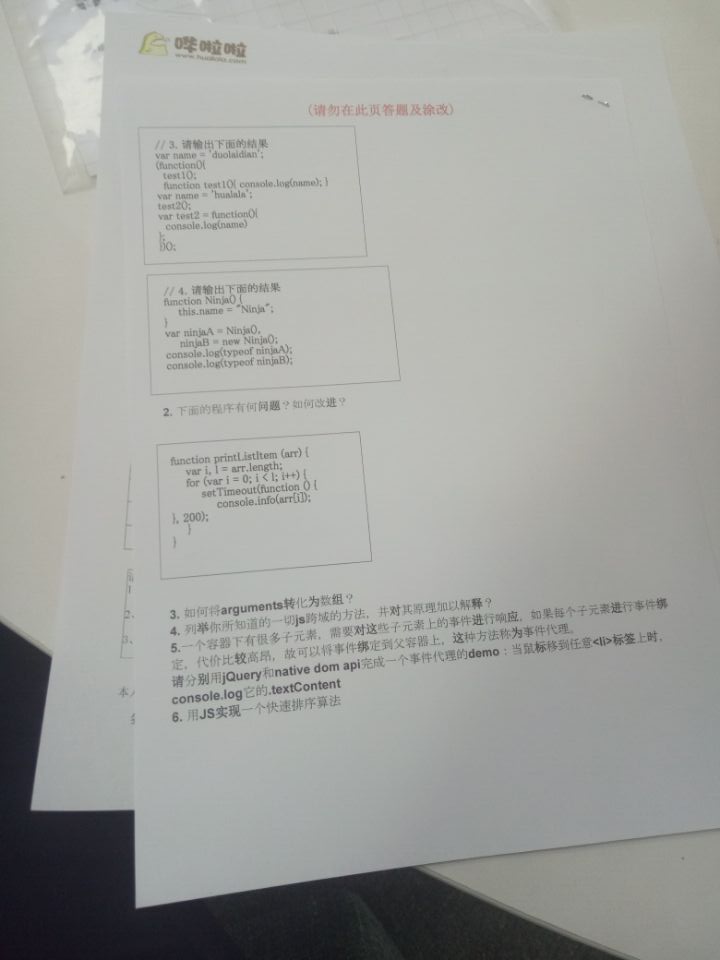 哗啦啦
www.hualala.com
(请勿在此页答题及涂改)
// 3. 请输出下面的结果
var name = 'duolaidian';
(function(){
test1();
function test1(){ console.log(name); }
var name = 'hualala';
test2();
var test2 = function(){
console.log(name)
};
})();
// 4. 请输出下面的结果
function Ninja() {
this.name = "Ninja";
}
var ninjaA = Ninja(),
ninjaB = new Ninja();
console.log(typeof ninjaA);
console.log(typeof ninjaB);
2. 下面的程序有何问题？如何改进？
function printListItem (arr) {
var i, l = arr.length;
for (var i = 0; i < l; i++) {
setTimeout(function () {
console.info(arr[i]);
}, 200);
}
}
3. 如何将arguments转化为数组？
4. 列举你所知道的一切js跨域的方法，并对其原理加以解释？
5.一个容器下有很多子元素，需要对这些子元素上的事件进行响应，如果每个子元素进行事件绑
定，代价比较高昂，故可以将事件绑定到父容器上，这种方法称为事件代理。
请分别用jQuery和native dom api完成一个事件代理的demo：当鼠标移到任意<li>标签上时，
console.log它的.textContent
6. 用JS实现一个快速排序算法
1
2、
3、
本人